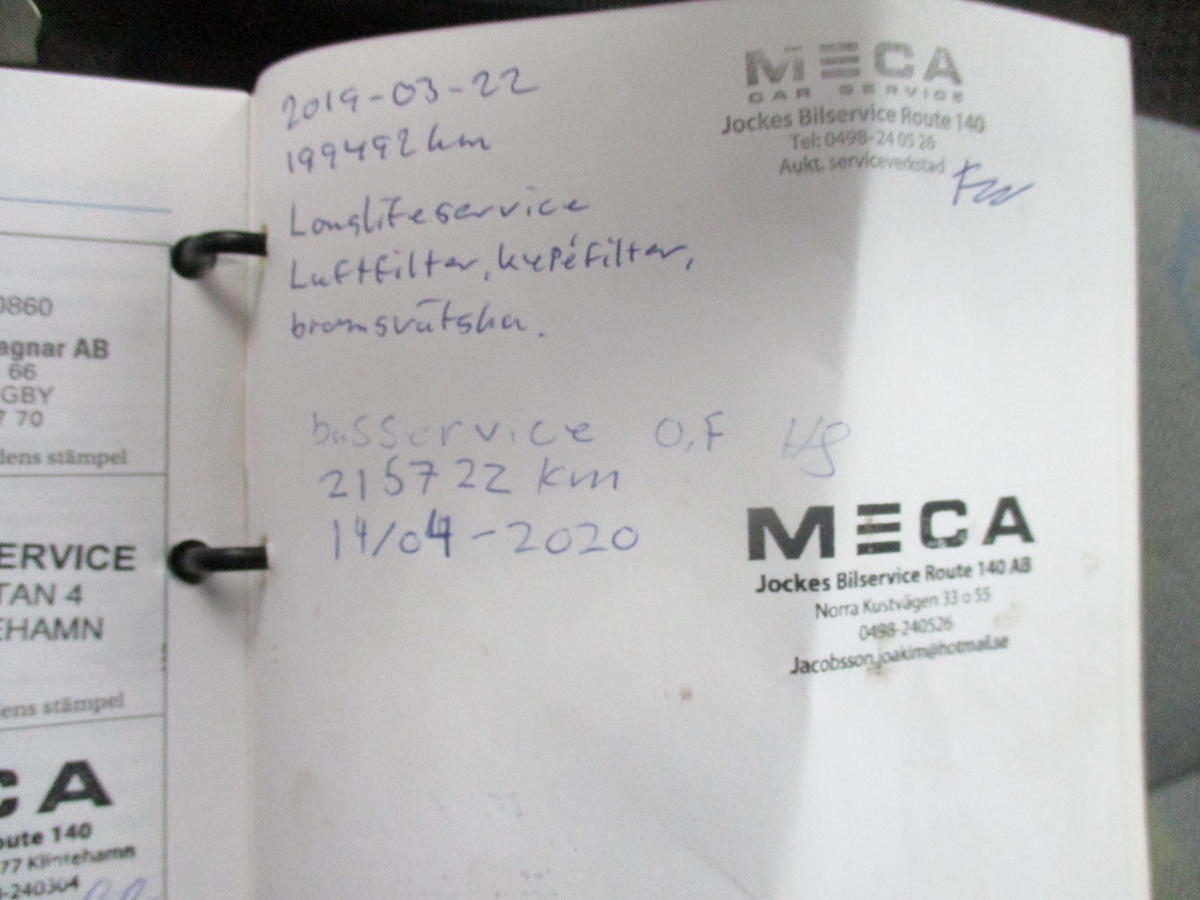 0860
agnar AB
66
GBY
7 70
dens stämpel
ERVICE
TAN 4
EHAMN
dens stämpel
CA
oute 140
77 Klintehamn
-240304
2019-03-22
199492 km
Longlifeservice
Luftfilter, kupéfilter,
bromsvätska.
MECA
CAR SERVICE
Jockes Bilservice Route 140
Tel: 0498-24 05 26
Aukt. serviceverkstad
basservice O,F
215722 km
14/04-2020
MECA
Jockes Bilservice Route 140 AB
Norra Kustvägen 33 o 55
0498-240526
Jacobsson.joakim@hotmail.se